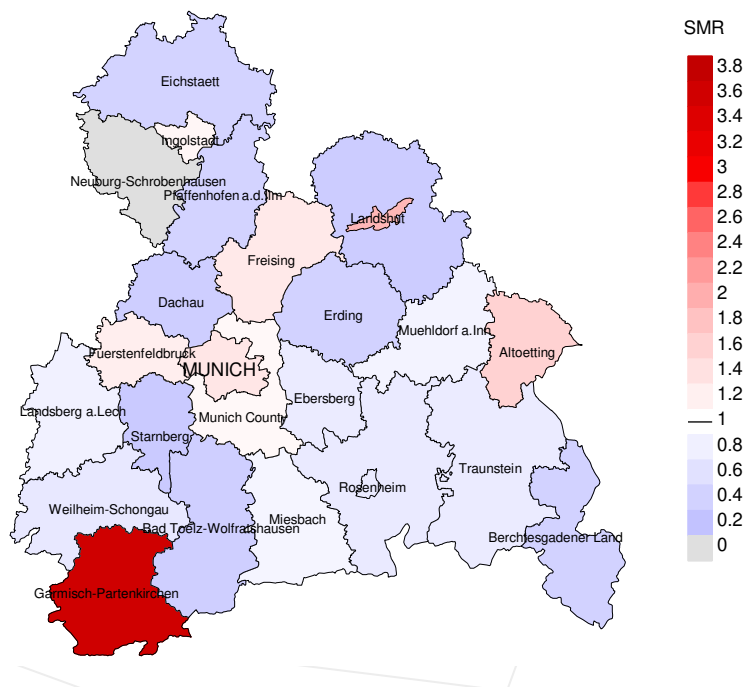 SMR
3.8
3.6
3.4
3.2
3
2.8
2.6
2.4
2.2
2
1.8
1.6
1.4
1.2
1
0.8
0.6
0.4
0.2
0
Eichstaett
Ingolstadt
Neuburg-Schrobenhausen
Pfaffenhofen a.d.Ilm
Landshut
Freising
Dachau
Erding
Muehldorf a.Inn
Altoetting
Fuerstenfeldbruck
MUNICH
Ebersberg
Landsberg a.Lech
Munich County
Starnberg
Traunstein
Rosenheim
Weilheim-Schongau
Miesbach
Bad Toelz-Wolfratshausen
Berchtesgadener Land
Garmisch-Partenkirchen